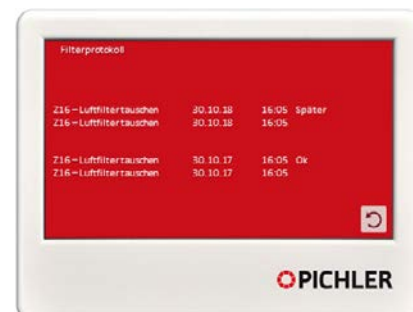 Filterprotokoll
Z16-Luftfiltertauschen 30.10.18 16:05 Später
Z16-Luftfiltertauschen 30.10.18 16:05
Z16-Luftfiltertauschen 30.10.17 16:05 Ok
Z16-Luftfiltertauschen 30.10.17 16:05
PICHLER